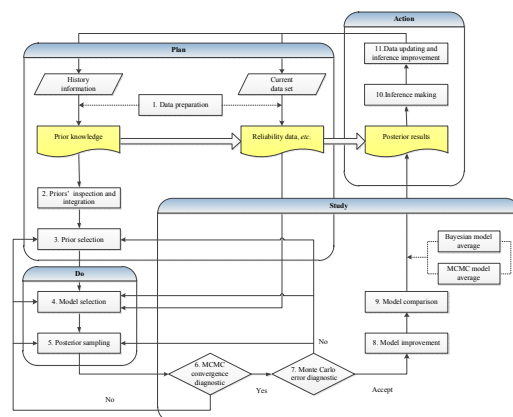 Action
11.Data updating and
inference improvement
10.Inference making
Posterior results
Plan
History
information
Current
data set
1. Data preparation
Prior knowledge
Reliability data, etc.
2. Priors' inspection and
integration
3. Prior selection
Study
Bayesian model
average
MCMC model
average
Do
4. Model selection
5. Posterior sampling
9. Model comparison
8. Model improvement
6. MCMC
convergence
diagnostic
7. Monte Carlo
error diagnostic
No
Yes
Accept
No